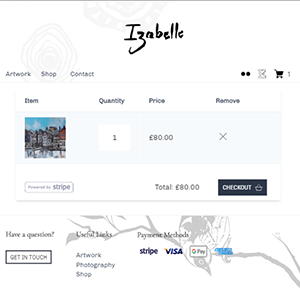 Izabelle
Artwork Shop Contact 1
Item Quantity Price Remove
1 £80.00
Powered by stripe Total: £80.00 CHECKOUT
Have a question? Useful Links Payment Methods
GET IN TOUCH stripe VISA G Pay
Artwork
Photography
Shop